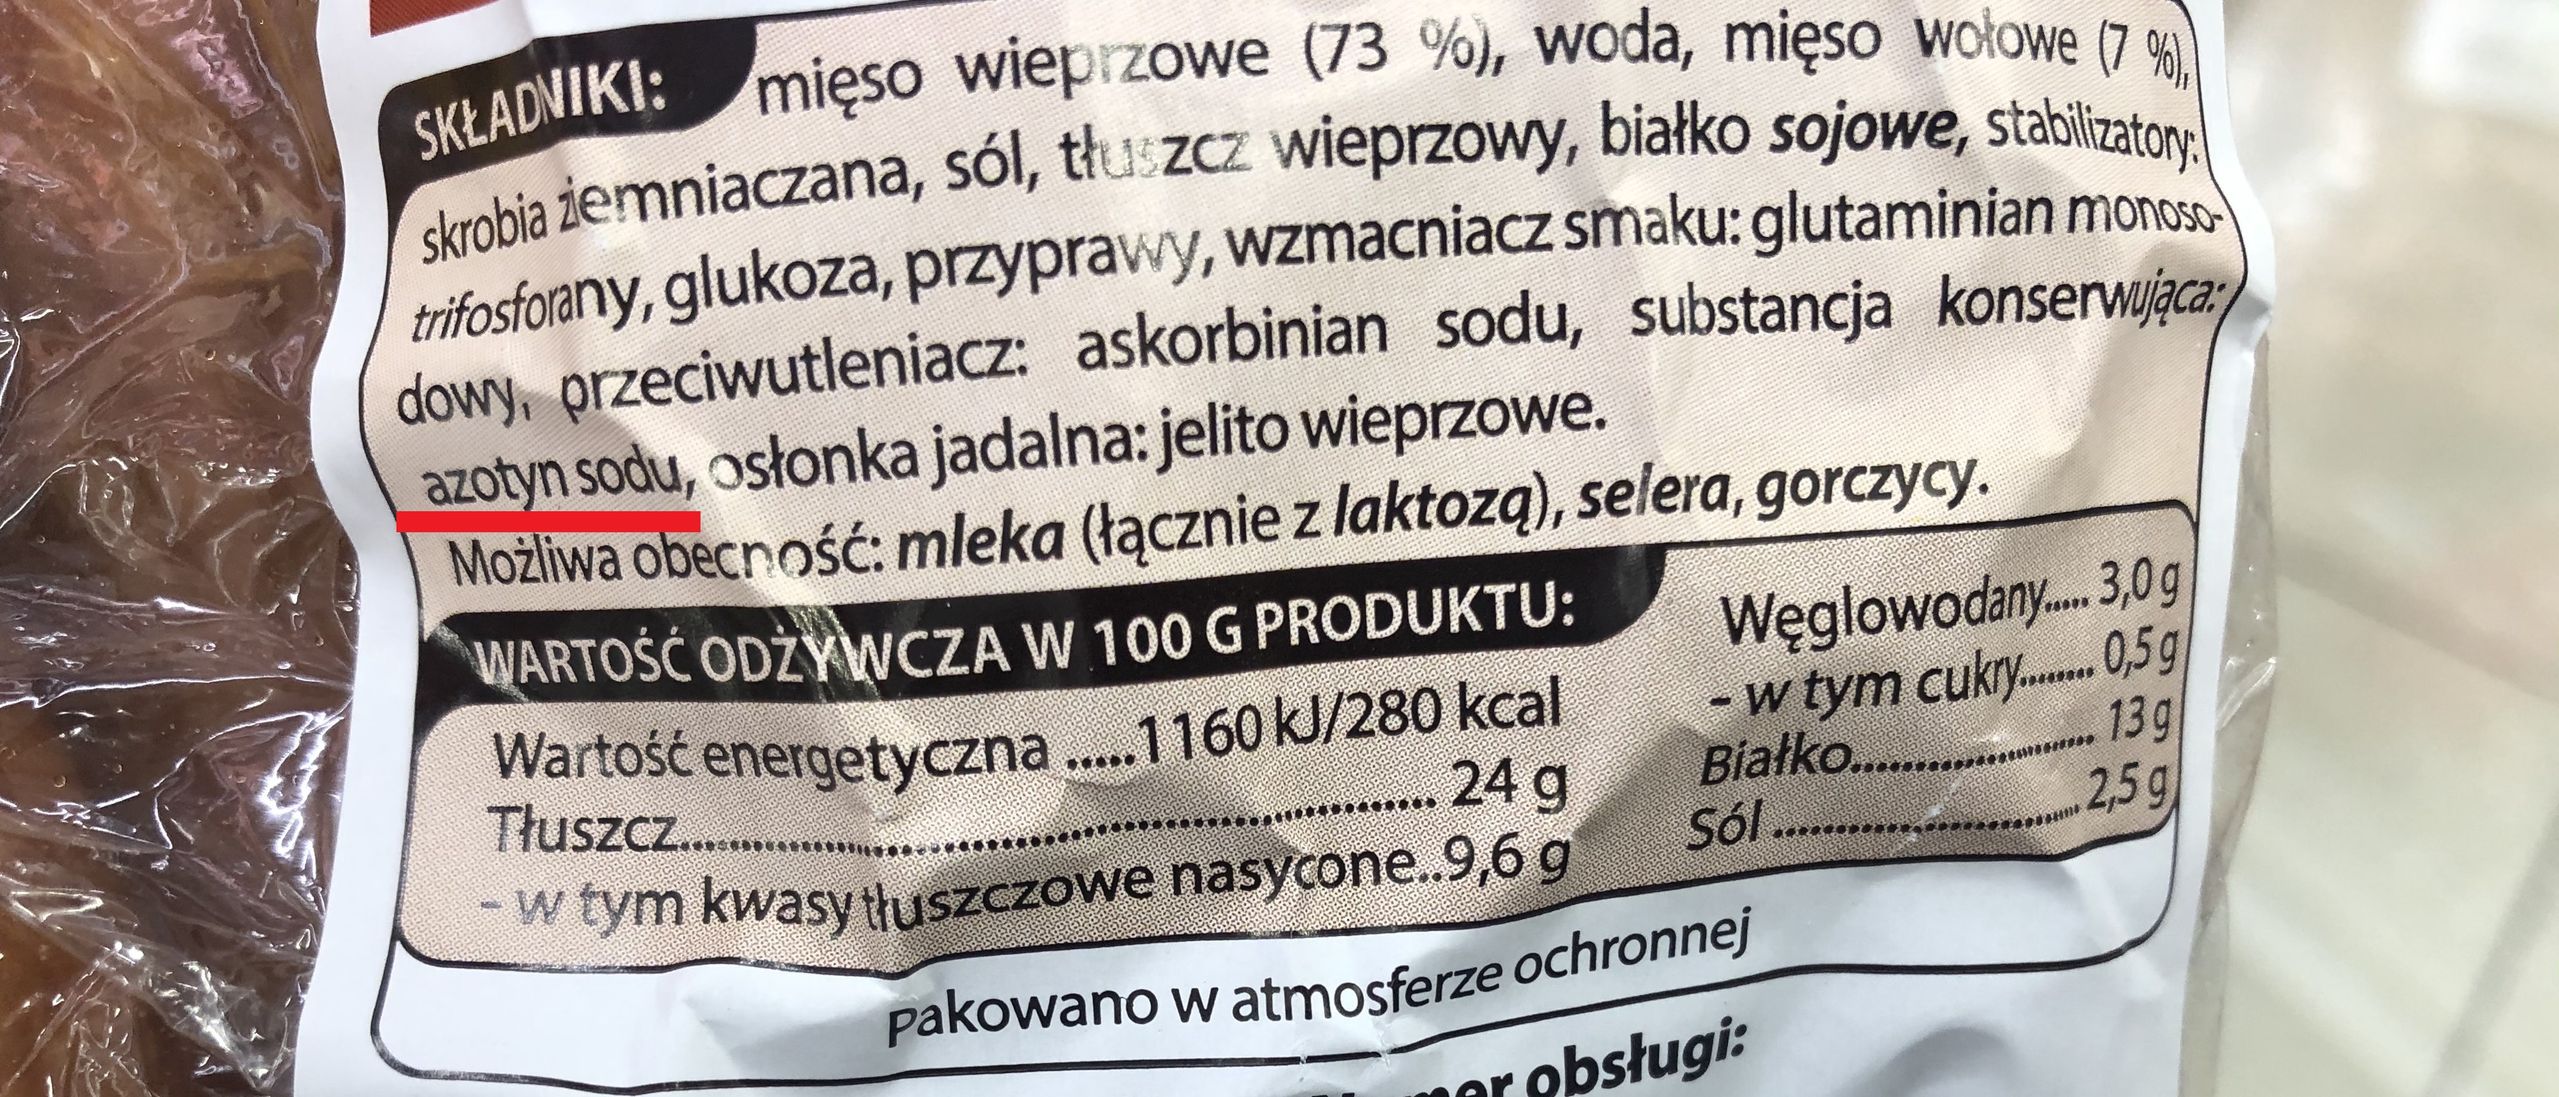 SKŁADNIKI: mięso wieprzowe (73 %), woda, mięso wołowe (7 %),
skrobia ziemniaczana, sól, tłuszcz wieprzowy, białko sojowe, stabilizatory:
trifosforany, glukoza, przyprawy, wzmacniacz smaku: glutaminian monoso-
dowy, przeciwutleniacz: askorbinian sodu, substancja konserwująca:
azotyn sodu, osłonka jadalna: jelito wieprzowe.
Możliwa obecność: mleka (łącznie z laktozą), selera, gorczycy.
WARTOŚĆ ODŻYWCZA W 100 G PRODUKTU:
Wartość energetyczna .....1160 kJ/280 kcal
Tłuszcz.......................................... 24 g
- w tym kwasy tłuszczowe nasycone..9,6 g
Węglowodany..... 3,0 g
- w tym cukry........ 0,5 g
Białko....................... 13 g
Sól ............................. 2,5 g
pakowano w atmosferze ochronnej
obsługi: